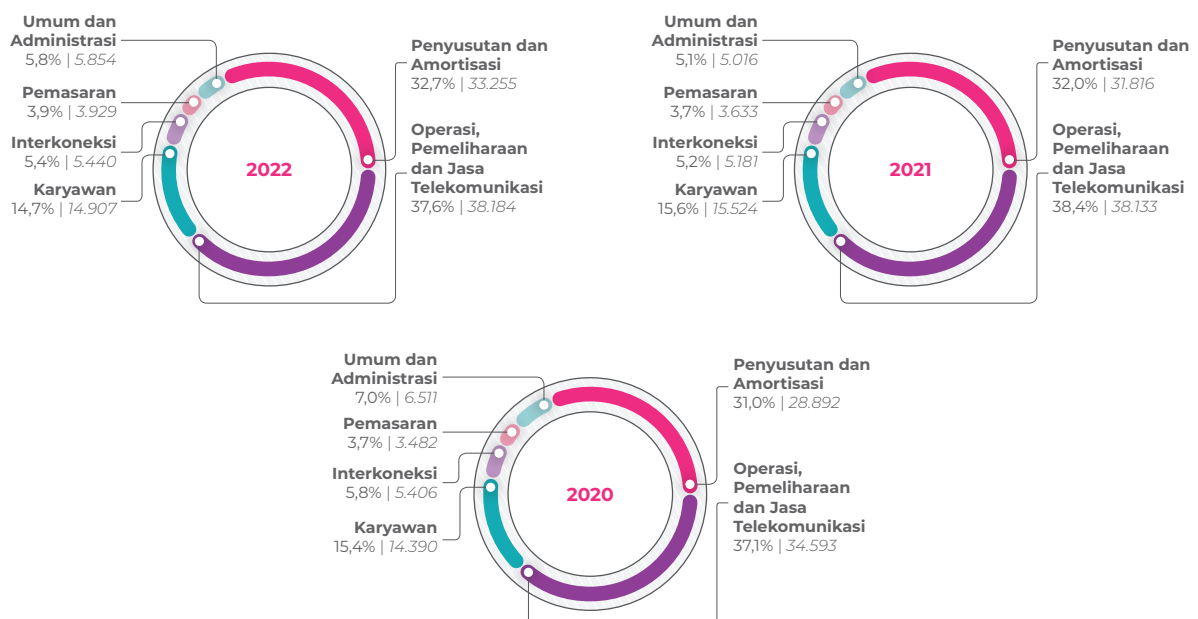 Umum dan
Administrasi
5,8% | 5.854
Pemasaran
3,9% | 3.929
Interkoneksi
5,4% | 5.440
Karyawan
14,7% | 14.907
2022
Penyusutan dan
Amortisasi
32,7% | 33.255
Operasi,
Pemeliharaan
dan Jasa
Telekomunikasi
37,6% | 38.184
Umum dan
Administrasi
5,1% | 5.016
Pemasaran
3,7% | 3.633
Interkoneksi
5,2% | 5.181
Karyawan
15,6% | 15.524
2021
Penyusutan dan
Amortisasi
32,0% | 31.816
Operasi,
Pemeliharaan
dan Jasa
Telekomunikasi
38,4% | 38.133
Umum dan
Administrasi
7,0% | 6.511
Pemasaran
3,7% | 3.482
Interkoneksi
5,8% | 5.406
Karyawan
15,4% | 14.390
2020
Penyusutan dan
Amortisasi
31,0% | 28.892
Operasi,
Pemeliharaan
dan Jasa
Telekomunikasi
37,1% | 34.593